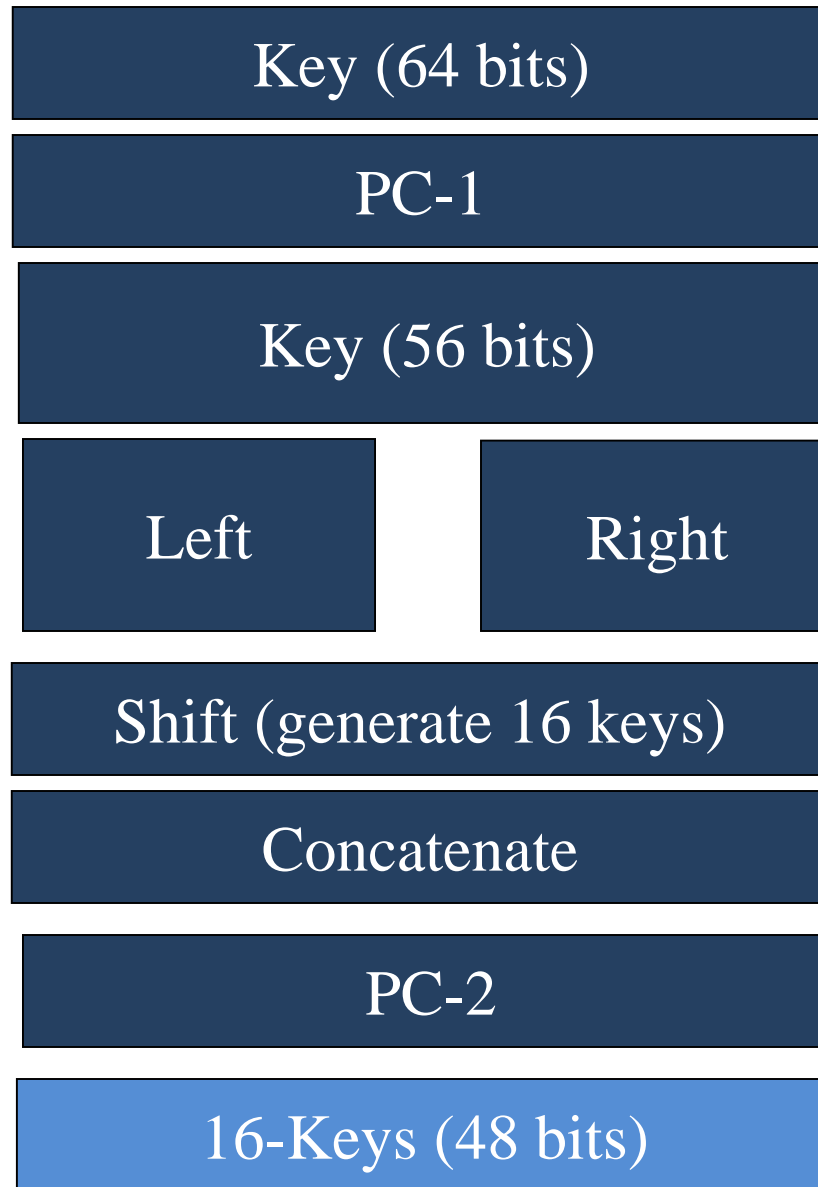 Key (64 bits)
PC-1
Key (56 bits)
Left
Right
Shift (generate 16 keys)
Concatenate
PC-2
16-Keys (48 bits)